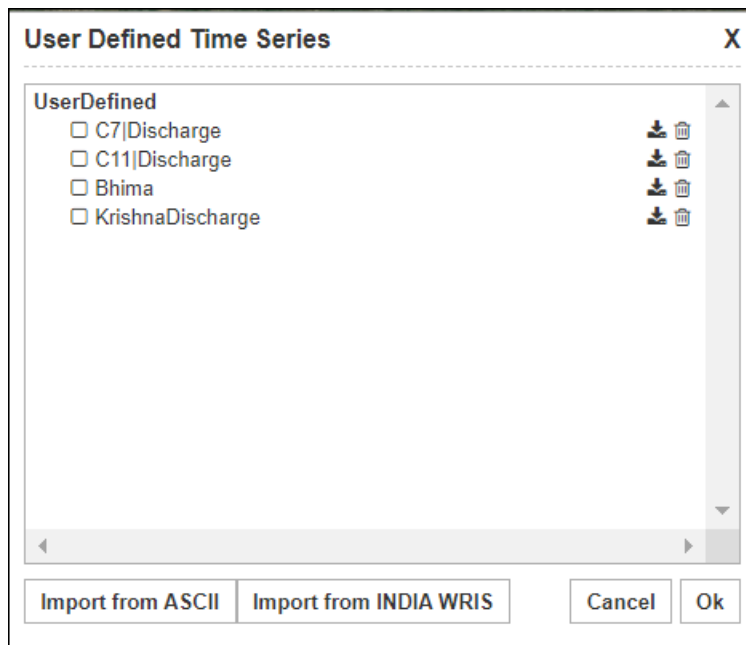 User Defined Time Series X
UserDefined
C7|Discharge
C11|Discharge
Bhima
KrishnaDischarge
Import from ASCII Import from INDIA WRIS Cancel Ok